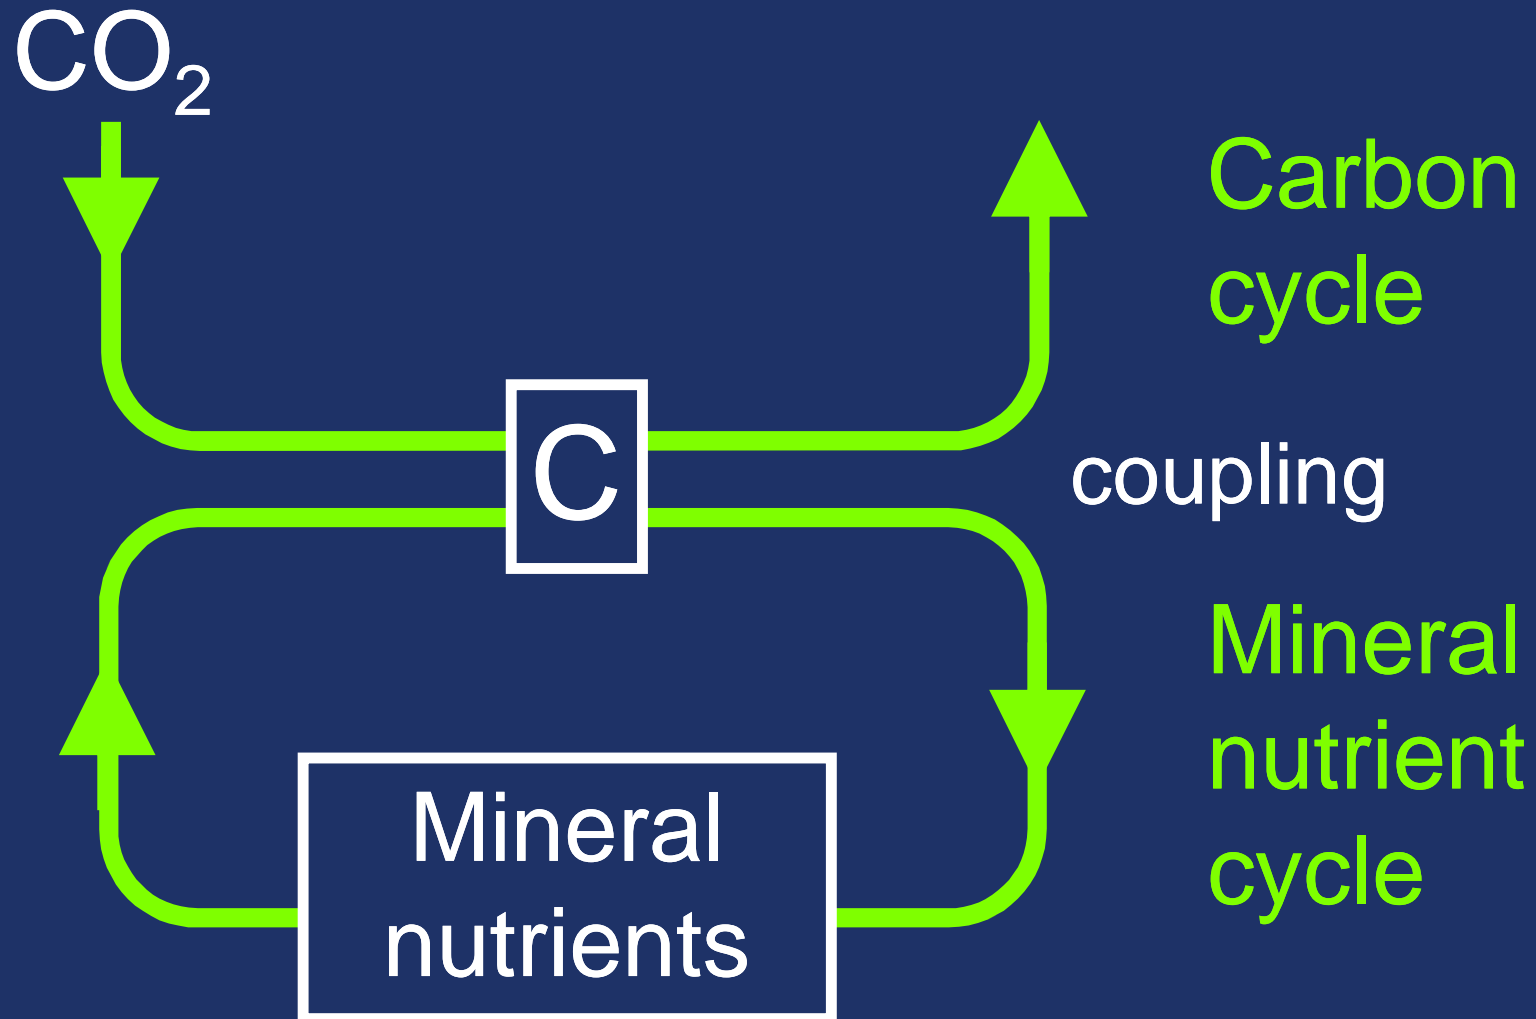 CO₂
Carbon
cycle
C
coupling
Mineral
nutrient
cycle
Mineral
nutrients